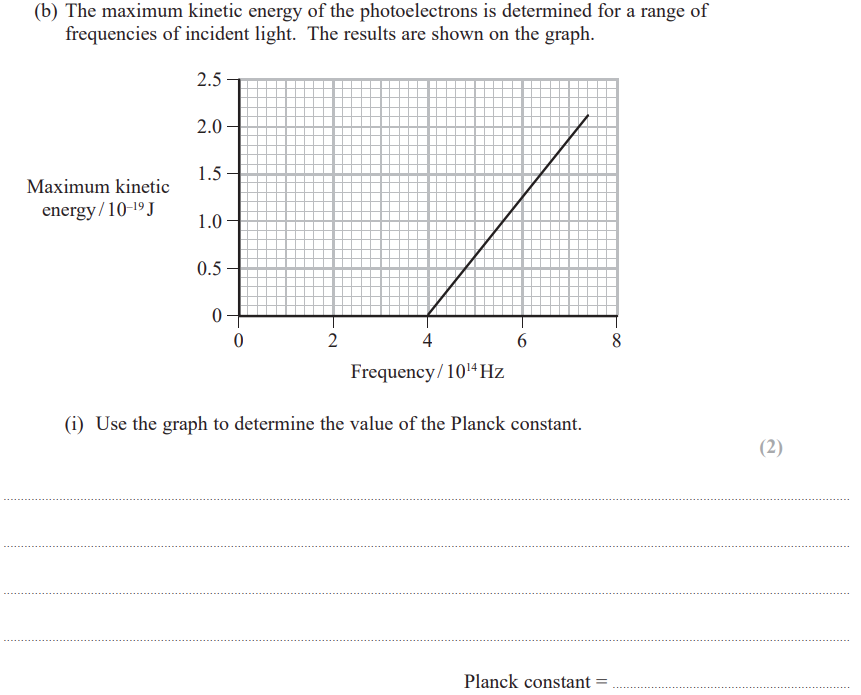 (b) The maximum kinetic energy of the photoelectrons is determined for a range of
frequencies of incident light. The results are shown on the graph.
2.5
2.0
1.5
Maximum kinetic
energy / 10⁻¹⁹ J
1.0
0.5
0
0 2 4 6 8
Frequency / 10¹⁴ Hz
(i) Use the graph to determine the value of the Planck constant.
(2)
Planck constant =